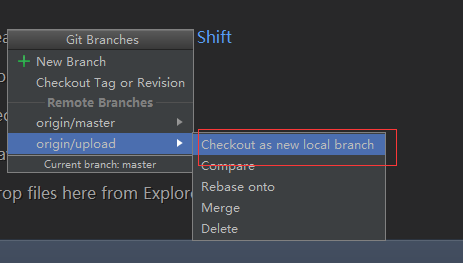 Shift
Git Branches
New Branch
Checkout Tag or Revision
Remote Branches
origin/master
origin/upload
Current branch: master
Checkout as new local branch
Compare
Rebase onto
Merge
Delete
rop files here from Explore